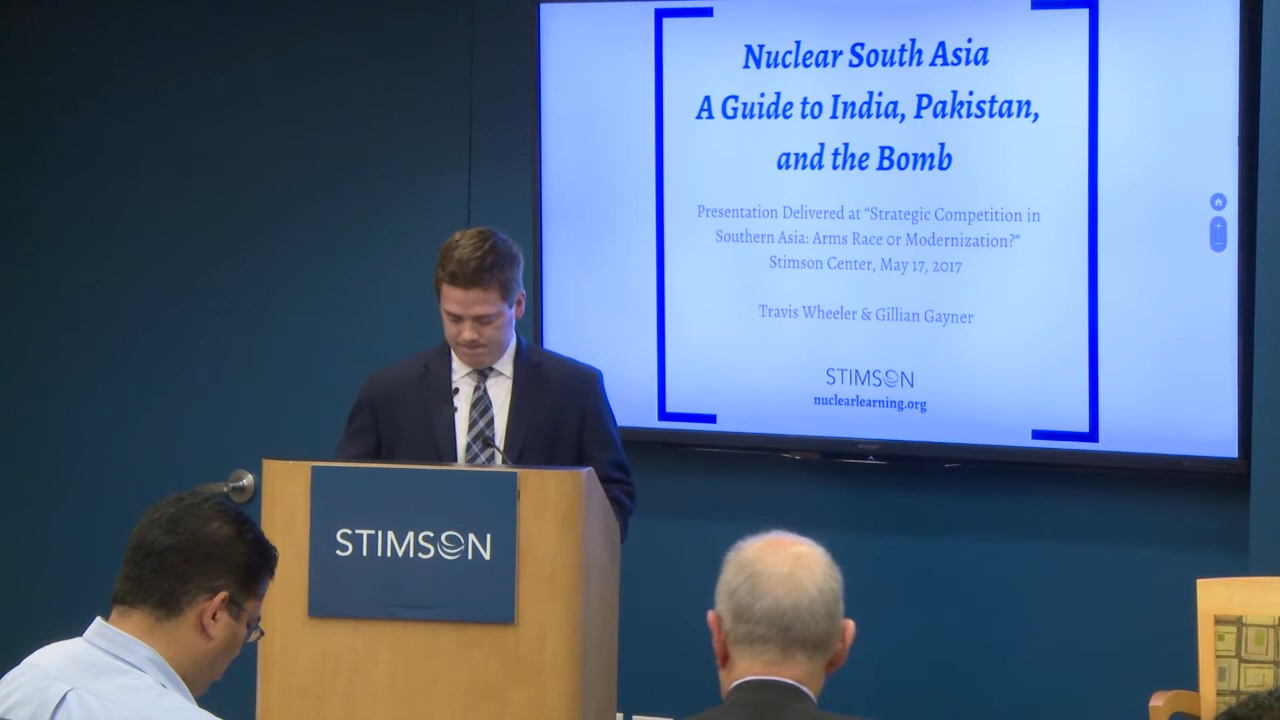 Nuclear South Asia
A Guide to India, Pakistan,
and the Bomb
Presentation Delivered at “Strategic Competition in
Southern Asia: Arms Race or Modernization?”
Stimson Center, May 17, 2017
Travis Wheeler & Gillian Gayner
STIMSON
nuclearlearning.org
STIMSON